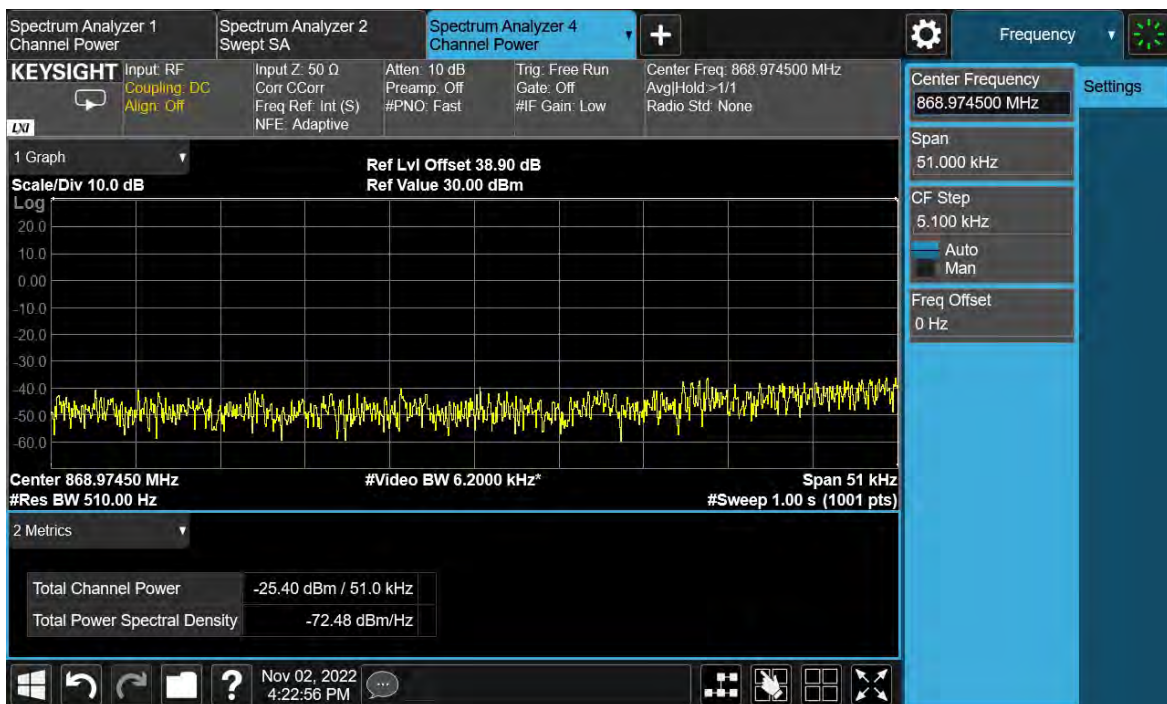 Spectrum Analyzer 1
Channel Power
Spectrum Analyzer 2
Swept SA
Spectrum Analyzer 4
Channel Power
Frequency
KEYSIGHT
LXI
Input: RF
Coupling: DC
Align: Off
Input Z: 50 Ω
Corr CCorr
Freq Ref: Int (S)
NFE: Adaptive
Atten: 10 dB
Preamp: Off
#PNO: Fast
Trig: Free Run
Gate: Off
#IF Gain: Low
Center Freq: 868.974500 MHz
Avg|Hold:>1/1
Radio Std: None
1 Graph
Scale/Div 10.0 dB
Ref Lvl Offset 38.90 dB
Ref Value 30.00 dBm
Log
20.0
10.0
0.00
-10.0
-20.0
-30.0
-40.0
-50.0
-60.0
Center 868.97450 MHz
#Res BW 510.00 Hz
#Video BW 6.2000 kHz*
Span 51 kHz
#Sweep 1.00 s (1001 pts)
2 Metrics
Total Channel Power -25.40 dBm / 51.0 kHz
Total Power Spectral Density -72.48 dBm/Hz
Center Frequency
868.974500 MHz
Settings
Span
51.000 kHz
CF Step
5.100 kHz
Auto
Man
Freq Offset
0 Hz
?
Nov 02, 2022
4:22:56 PM